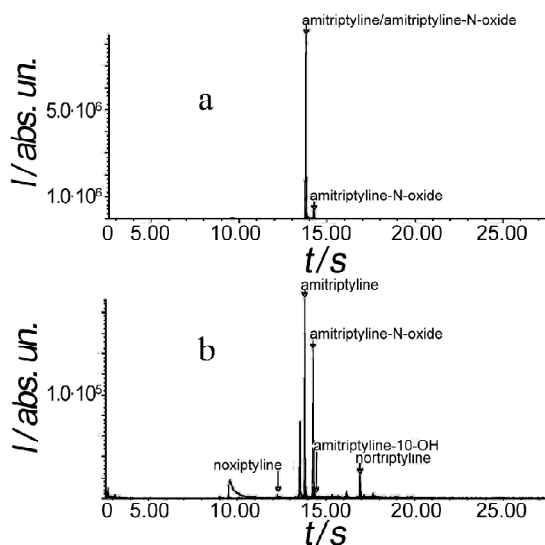 amitriptyline/amitriptyline-N-oxide
a
I/abs. un.
5.0·10⁶
1.0·10⁶
amitriptyline-N-oxide
0 5.00 10.00 15.00 20.00 25.00
t/s
amitriptyline
b
amitriptyline-N-oxide
I/abs. un.
1.0·10⁵
amitriptyline-10-OH
noxiptyline
nortriptyline
0 5.00 10.00 15.00 20.00 25.00
t/s